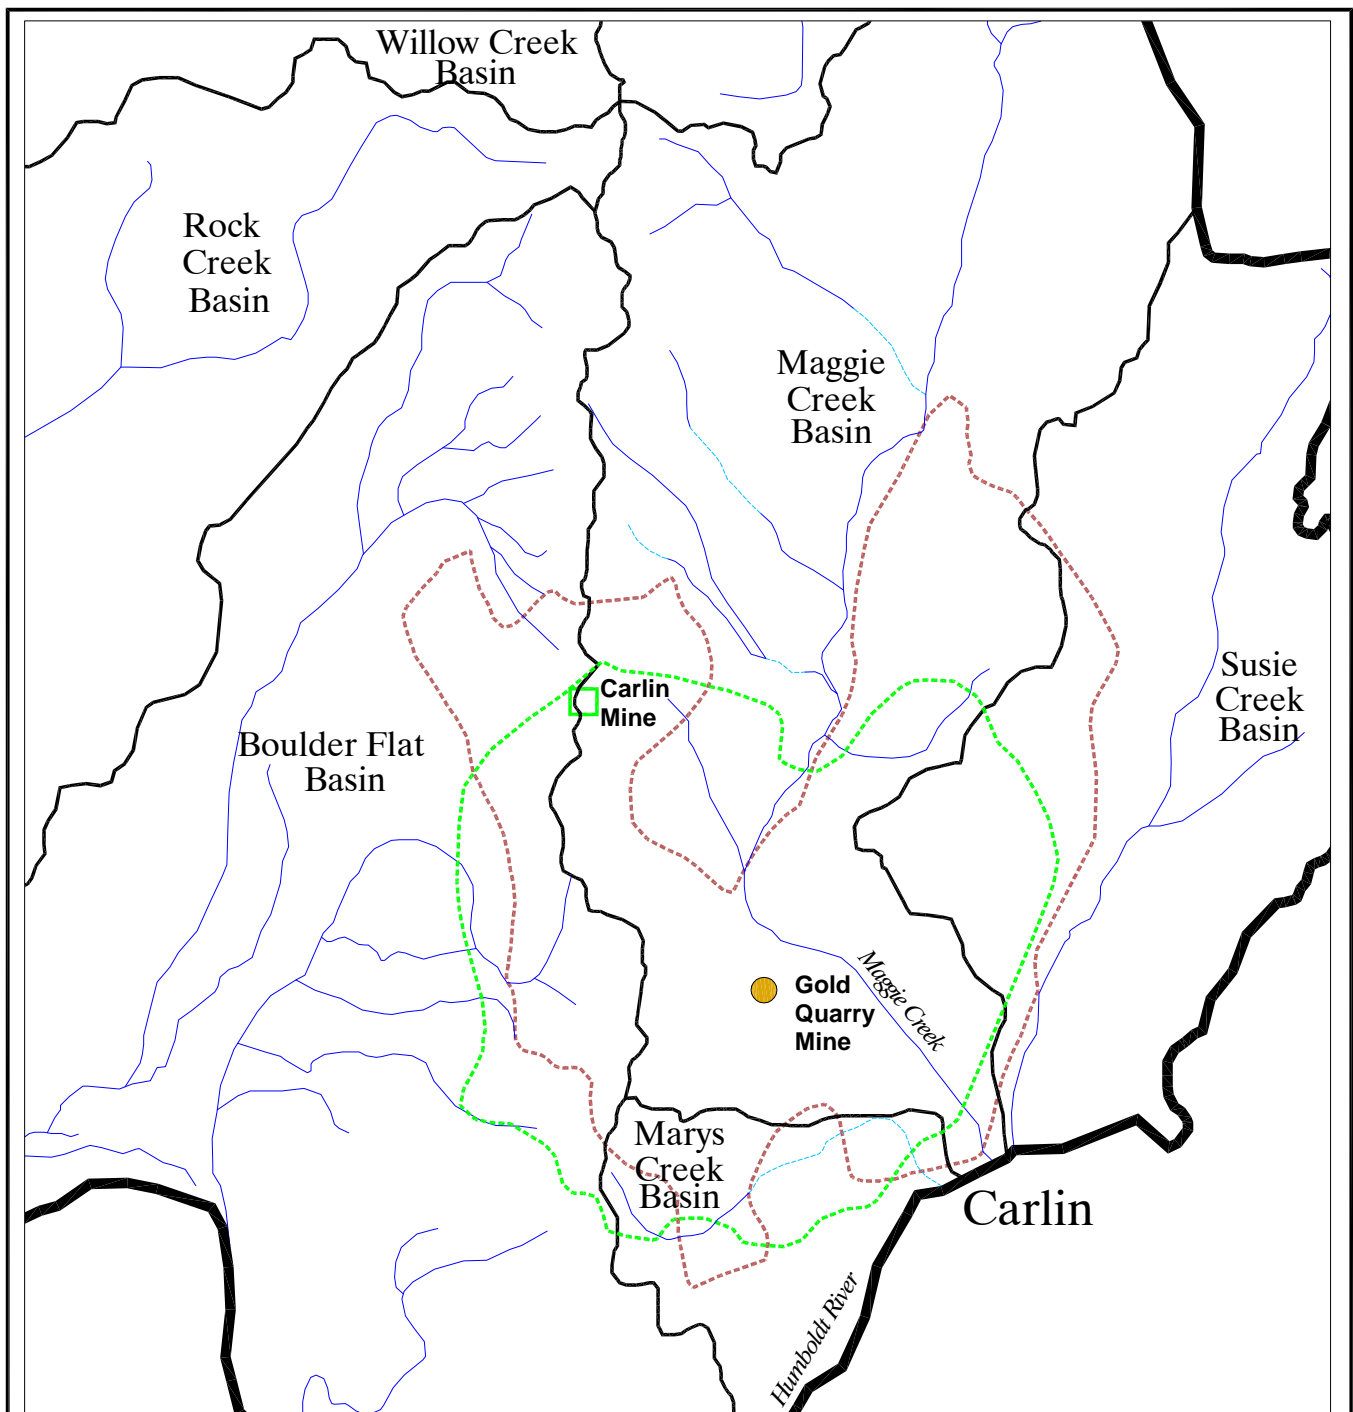 Willow Creek
Basin
Rock
Creek
Basin
Maggie
Creek
Basin
Susie
Creek
Basin
Carlin
Mine
Boulder Flat
Basin
Maggie Creek
Gold
Quarry
Mine
Marys
Creek
Basin
Carlin
Humboldt River